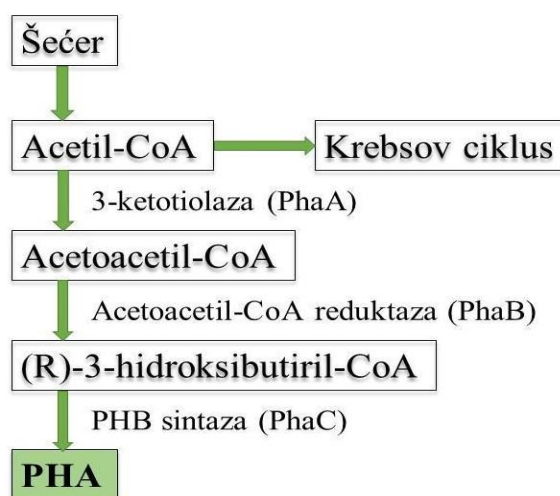 Šećer
Acetil-CoA
Krebsov ciklus
3-ketotiolaza (PhaA)
Acetoacetil-CoA
Acetoacetil-CoA reduktaza (PhaB)
(R)-3-hidroksibutiril-CoA
PHB sintaza (PhaC)
PHA